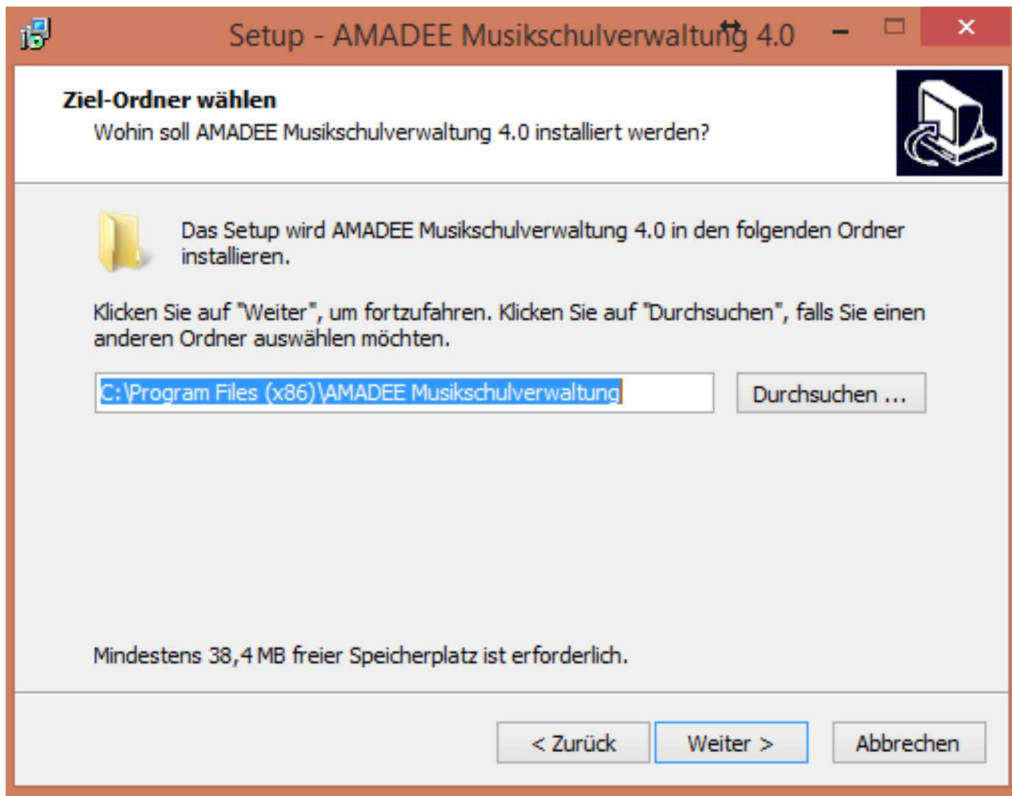 Setup - AMADEE Musikschulverwaltung 4.0
Ziel-Ordner wählen
Wohin soll AMADEE Musikschulverwaltung 4.0 installiert werden?
Das Setup wird AMADEE Musikschulverwaltung 4.0 in den folgenden Ordner
installieren.
Klicken Sie auf "Weiter", um fortzufahren. Klicken Sie auf "Durchsuchen", falls Sie einen
anderen Ordner auswählen möchten.
C:\Program Files (x86)\AMADEE Musikschulverwaltung
Durchsuchen ...
Mindestens 38,4 MB freier Speicherplatz ist erforderlich.
< Zurück
Weiter >
Abbrechen